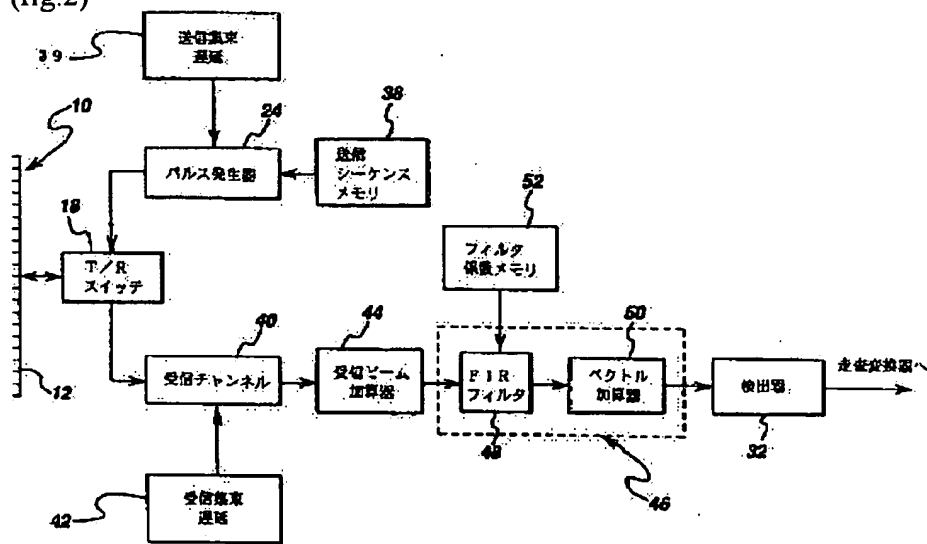 (fig.2)
送信集束
遅延
39
10
24
38
パルス発生器
送信
シーケンス
メモリ
18
52
T/R
スイッチ
フィルタ
係数メモリ
40
44
50
受信チャンネル
受信ビーム
加算器
FIR
フィルタ
ベクトル
加算器
検出器
走査変換器へ
12
48
32
受信集束
遅延
42
46